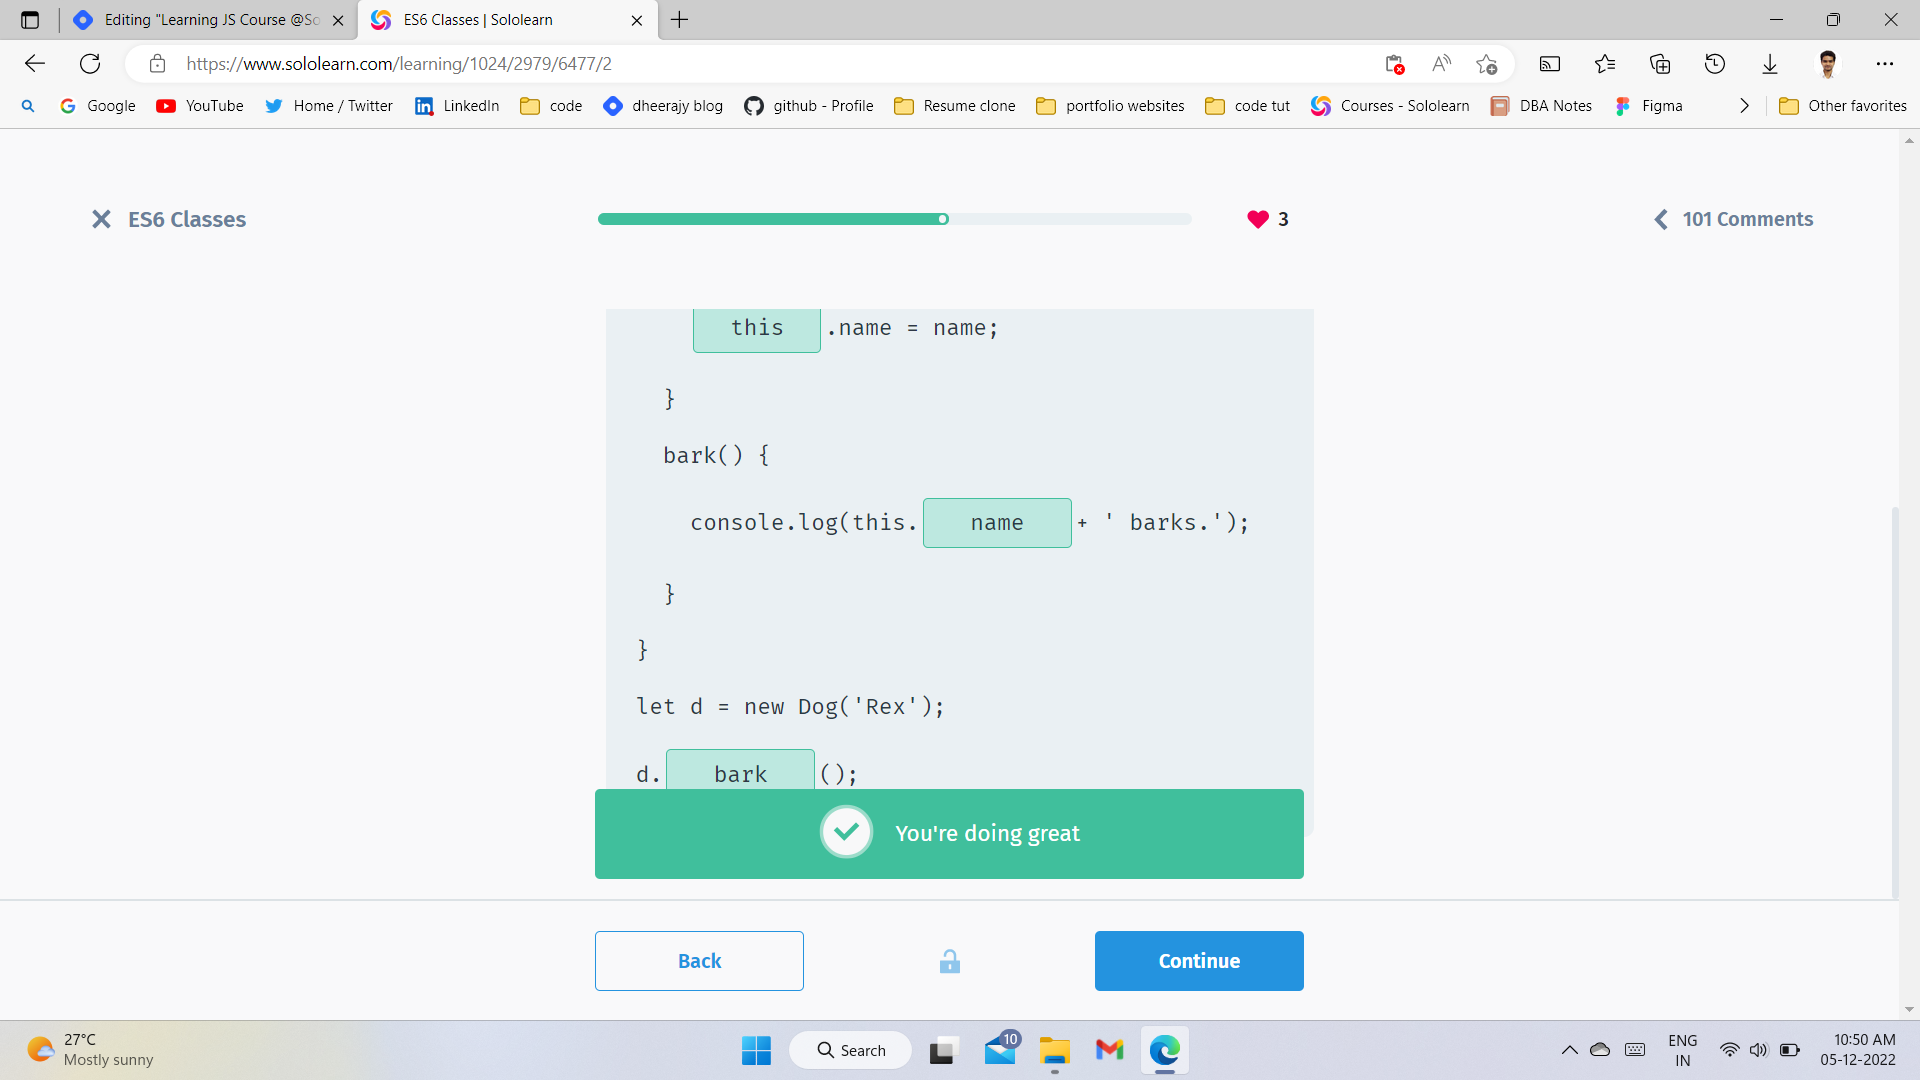 Editing "Learning JS Course @So
ES6 Classes | Sololearn
https://www.sololearn.com/learning/1024/2979/6477/2
Google
YouTube
Home / Twitter
LinkedIn
code
dheerajy blog
github - Profile
Resume clone
portfolio websites
code tut
Courses - Sololearn
DBA Notes
Figma
Other favorites
ES6 Classes
3
101 Comments
this .name = name;
}
bark() {
console.log(this. name + ' barks.');
}
}
let d = new Dog('Rex');
d. bark ();
You're doing great
Back
Continue
27°C
Mostly sunny
Search
10
ENG
IN
10:50 AM
05-12-2022